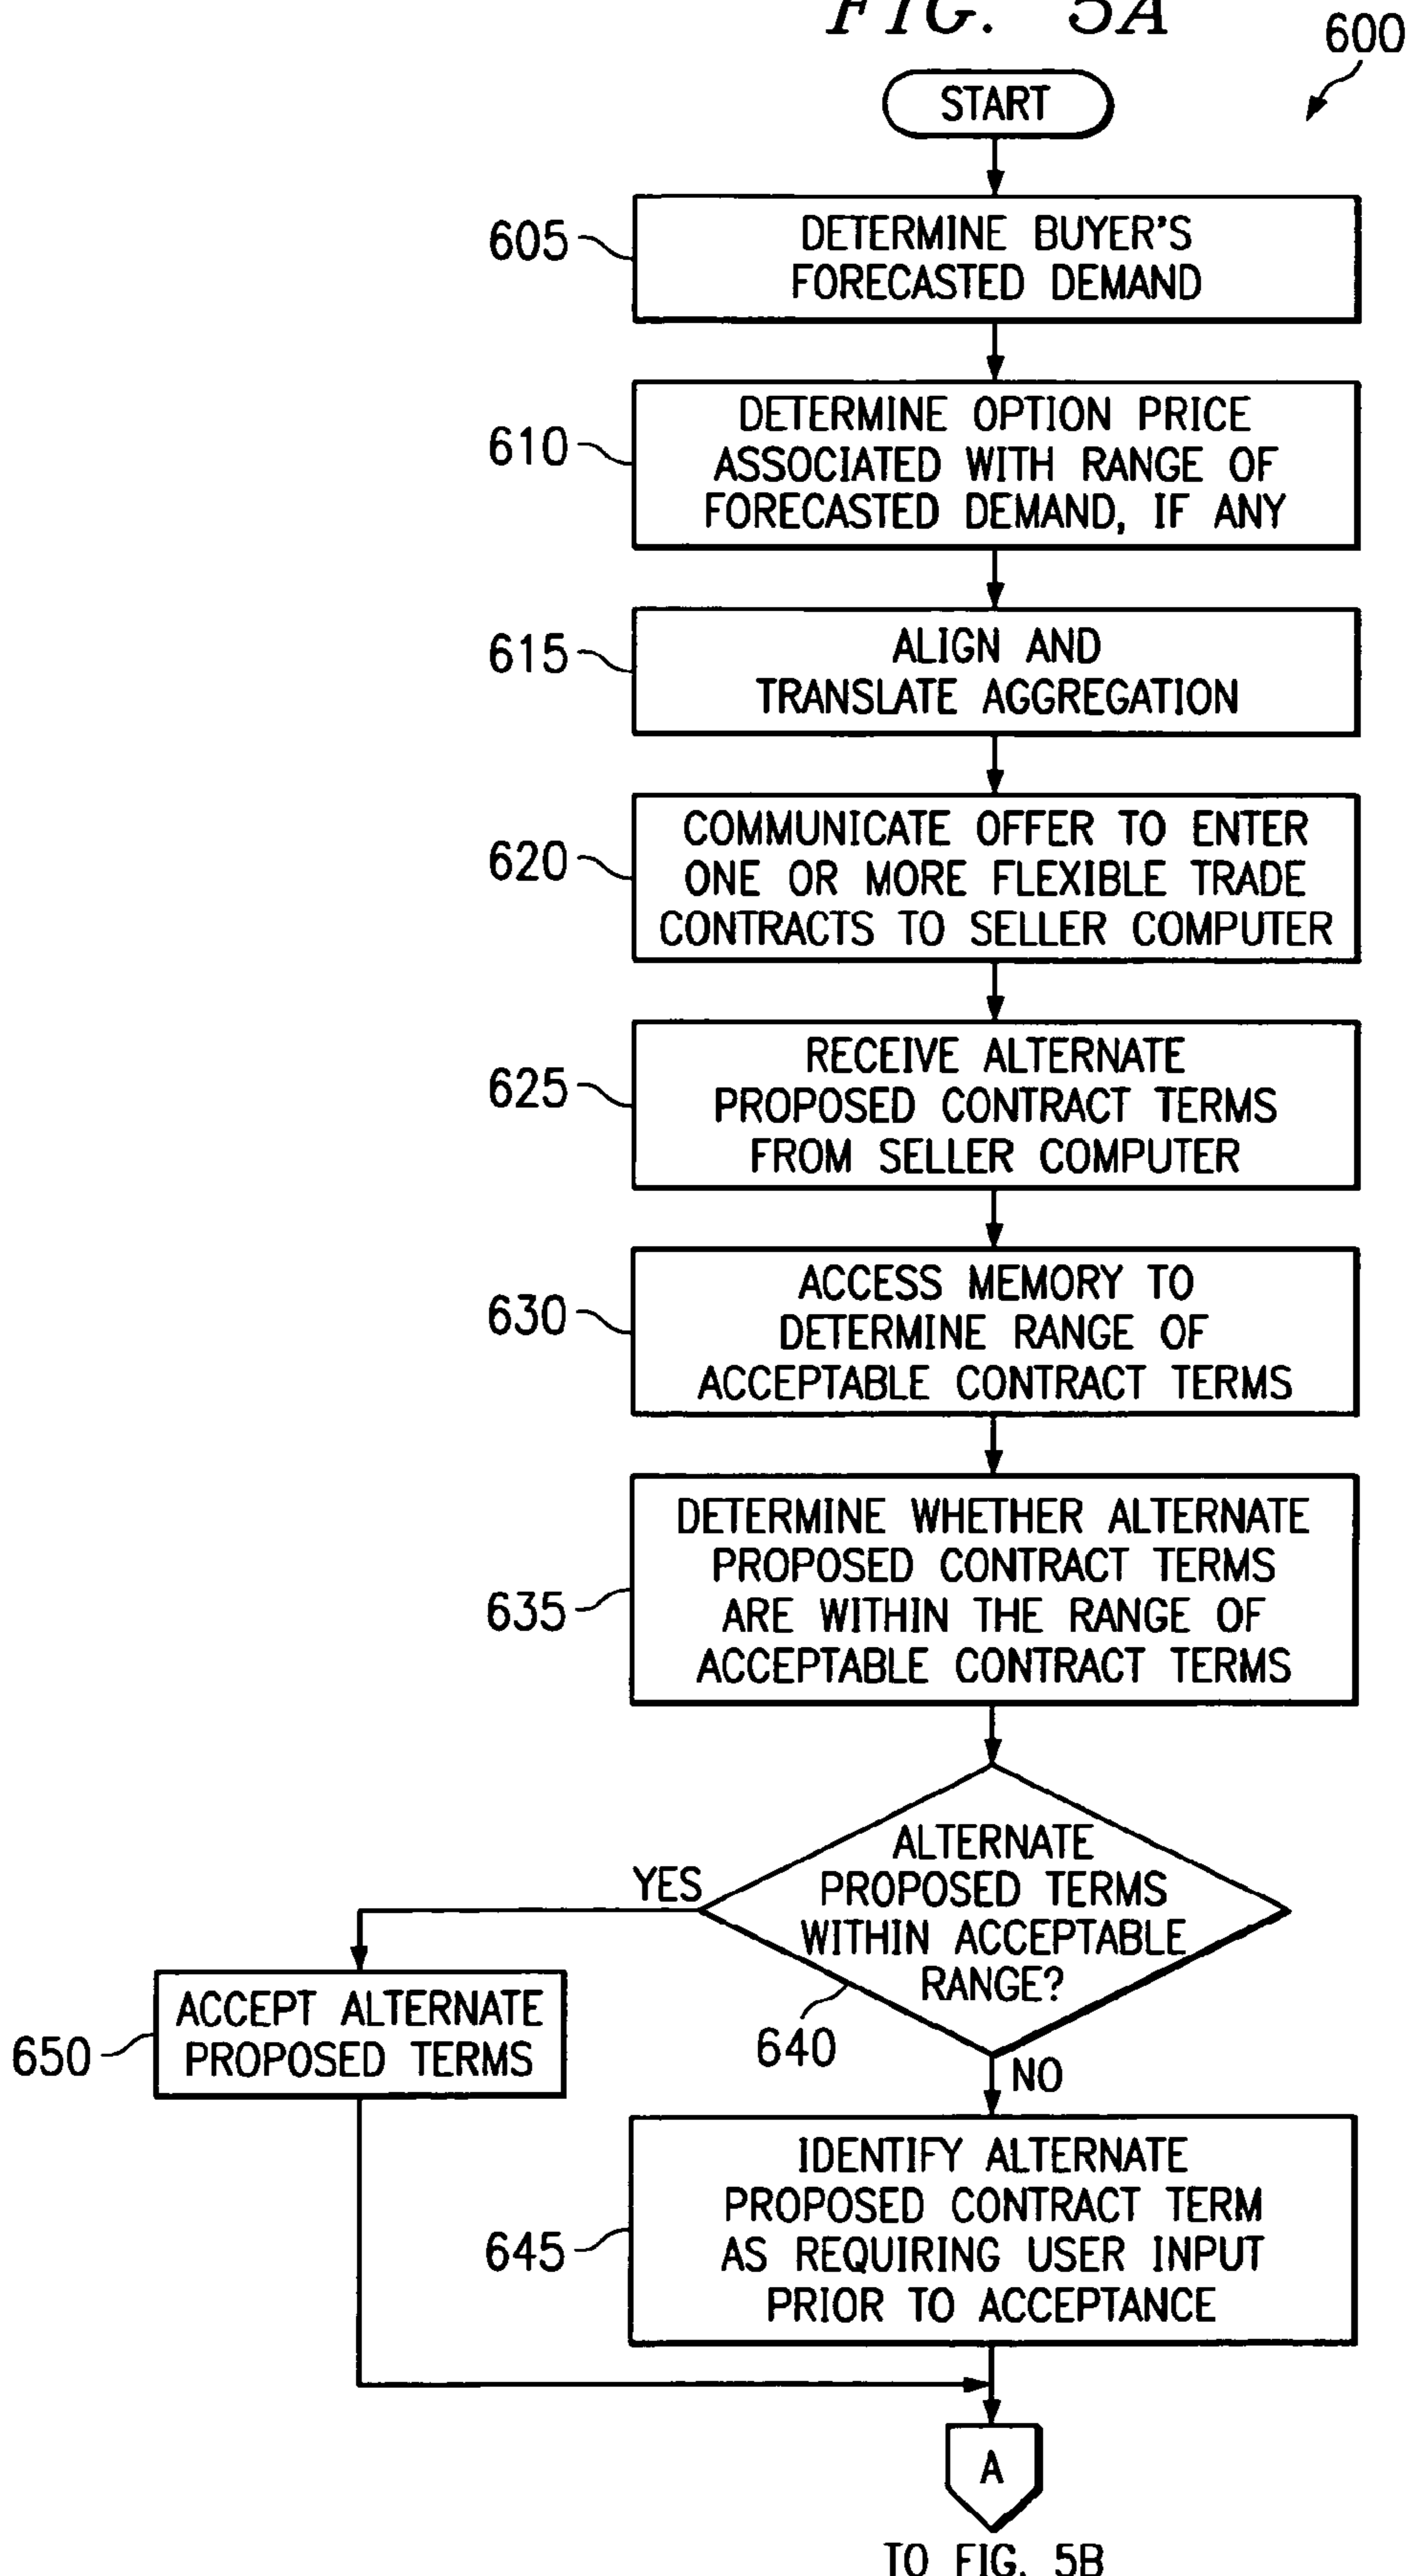 FIG. 5A
600
START
605
DETERMINE BUYER'S
FORECASTED DEMAND
610
DETERMINE OPTION PRICE
ASSOCIATED WITH RANGE OF
FORECASTED DEMAND, IF ANY
615
ALIGN AND
TRANSLATE AGGREGATION
620
COMMUNICATE OFFER TO ENTER
ONE OR MORE FLEXIBLE TRADE
CONTRACTS TO SELLER COMPUTER
625
RECEIVE ALTERNATE
PROPOSED CONTRACT TERMS
FROM SELLER COMPUTER
630
ACCESS MEMORY TO
DETERMINE RANGE OF
ACCEPTABLE CONTRACT TERMS
635
DETERMINE WHETHER ALTERNATE
PROPOSED CONTRACT TERMS
ARE WITHIN THE RANGE OF
ACCEPTABLE CONTRACT TERMS
ALTERNATE
PROPOSED TERMS
WITHIN ACCEPTABLE
RANGE?
640
YES
650
ACCEPT ALTERNATE
PROPOSED TERMS
NO
645
IDENTIFY ALTERNATE
PROPOSED CONTRACT TERM
AS REQUIRING USER INPUT
PRIOR TO ACCEPTANCE
A
TO FIG. 5B